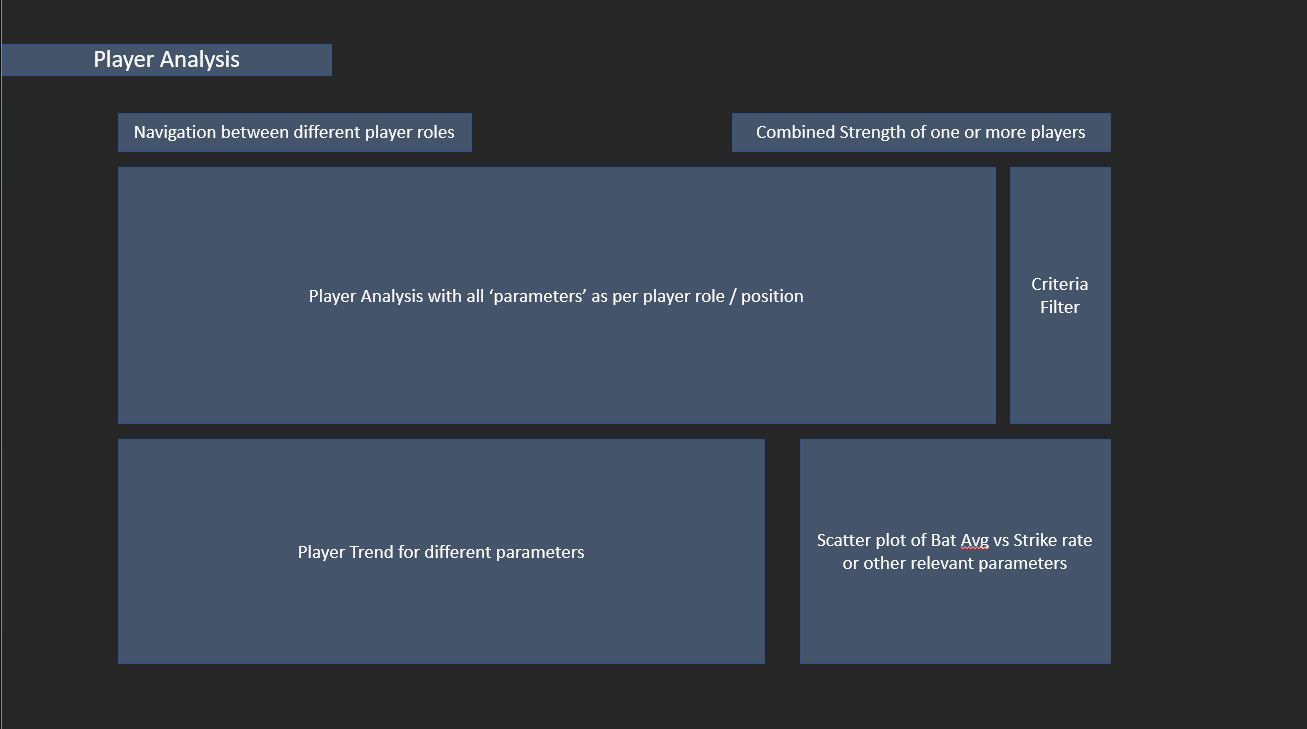 Player Analysis
Navigation between different player roles
Combined Strength of one or more players
Player Analysis with all ‘parameters’ as per player role / position
Criteria
Filter
Player Trend for different parameters
Scatter plot of Bat Avg vs Strike rate
or other relevant parameters